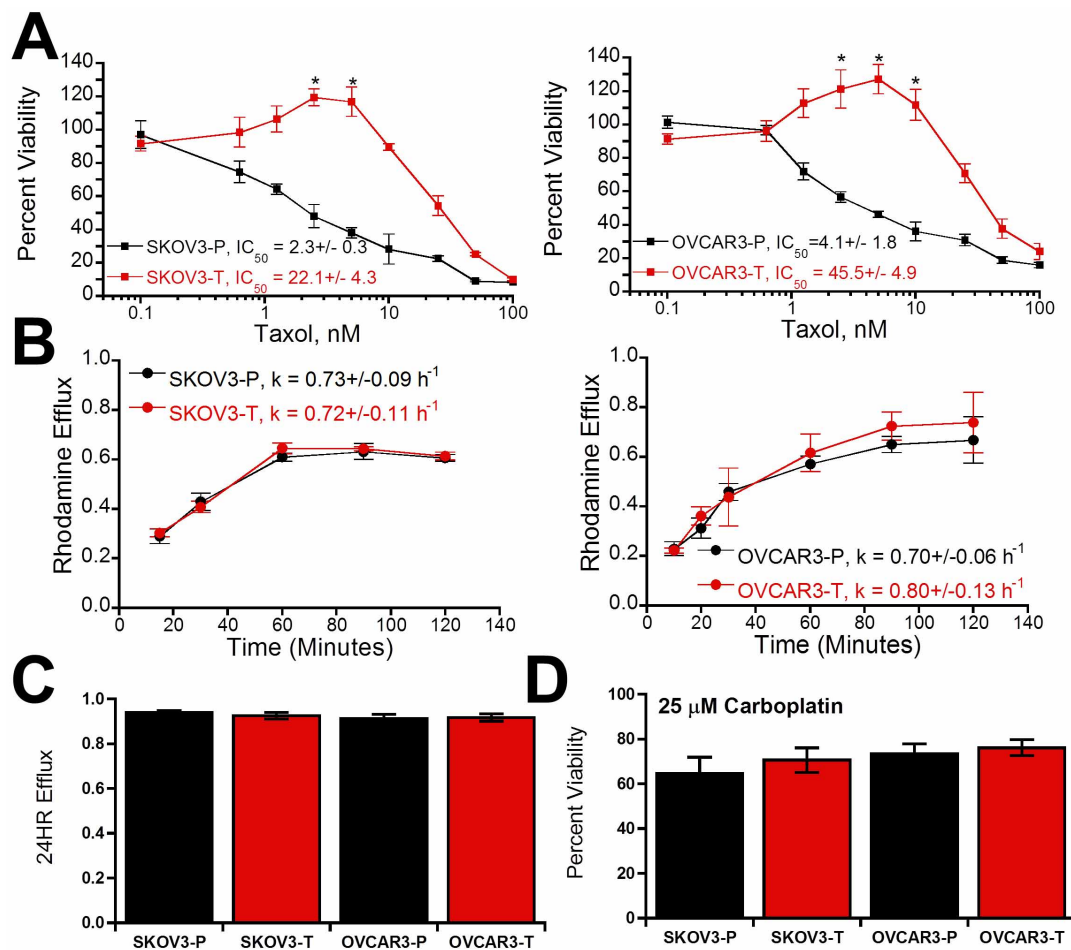 A
Percent Viability
140
120
100
80
60
40
20
0
* *
SKOV3-P, IC50 = 2.3+/- 0.3
SKOV3-T, IC50 = 22.1+/- 4.3
0.1 1 10 100
Taxol, nM
Percent Viability
140
120
100
80
60
40
20
0
* * *
OVCAR3-P, IC50 =4.1+/- 1.8
OVCAR3-T, IC50 = 45.5+/- 4.9
0.1 1 10 100
Taxol, nM
B
Rhodamine Efflux
1.0
0.8
0.6
0.4
0.2
0.0
SKOV3-P, k = 0.73+/-0.09 h-1
SKOV3-T, k = 0.72+/-0.11 h-1
0 20 40 60 80 100 120 140
Time (Minutes)
Rhodamine Efflux
1.0
0.8
0.6
0.4
0.2
0.0
OVCAR3-P, k = 0.70+/-0.06 h-1
OVCAR3-T, k = 0.80+/-0.13 h-1
0 20 40 60 80 100 120 140
Time (Minutes)
C
24HR Efflux
1.0
0.8
0.6
0.4
0.2
0.0
SKOV3-P SKOV3-T OVCAR3-P OVCAR3-T
D
Percent Viability
100
80
60
40
20
0
25 µM Carboplatin
SKOV3-P SKOV3-T OVCAR3-P OVCAR3-T